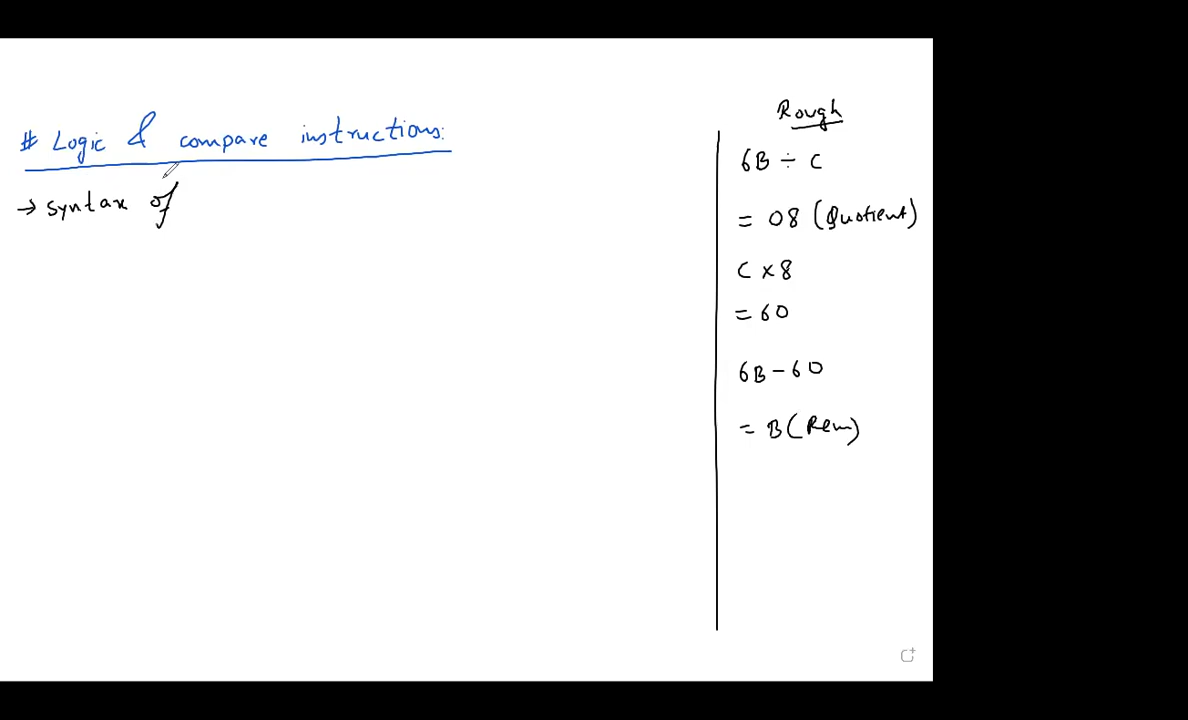 # Logic & compare instructions:
→ syntax of
Rough
6B ÷ C
= 08 (Quotient)
C × 8
= 60
6B - 60
= B (Rem)